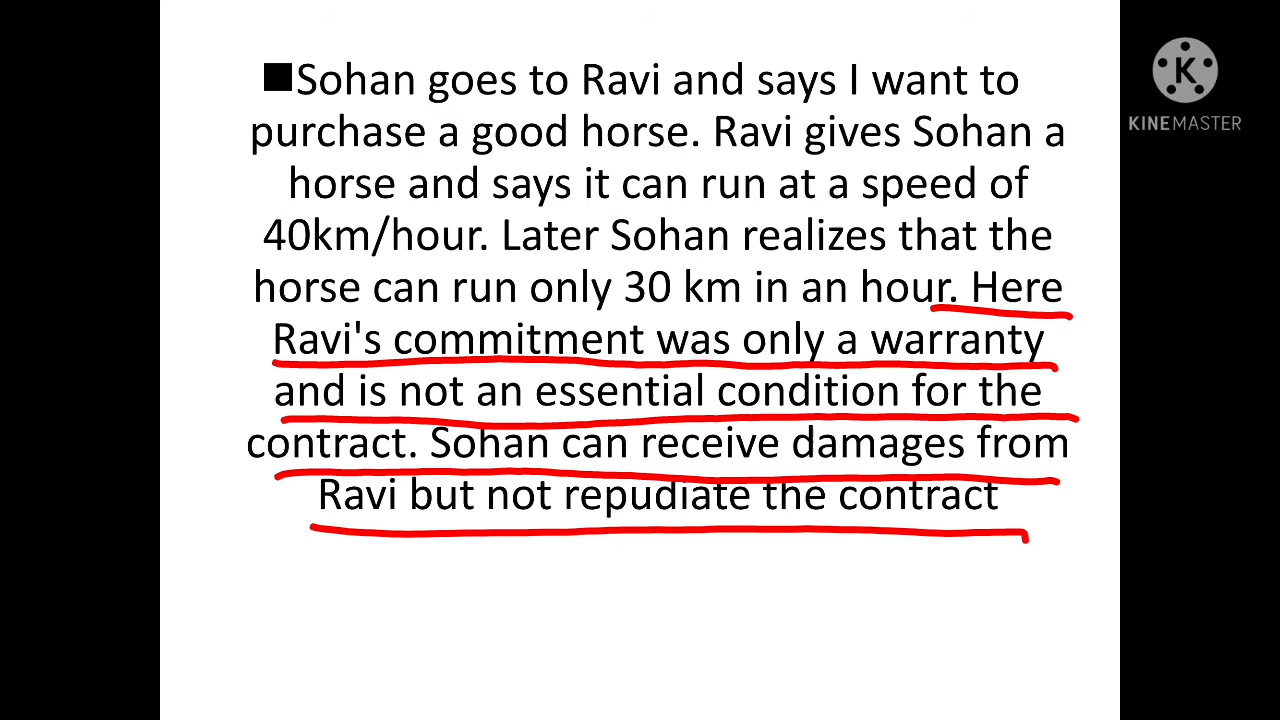 ■Sohan goes to Ravi and says I want to
purchase a good horse. Ravi gives Sohan a
horse and says it can run at a speed of
40km/hour. Later Sohan realizes that the
horse can run only 30 km in an hour. Here
Ravi's commitment was only a warranty
and is not an essential condition for the
contract. Sohan can receive damages from
Ravi but not repudiate the contract
K
KINEMASTER